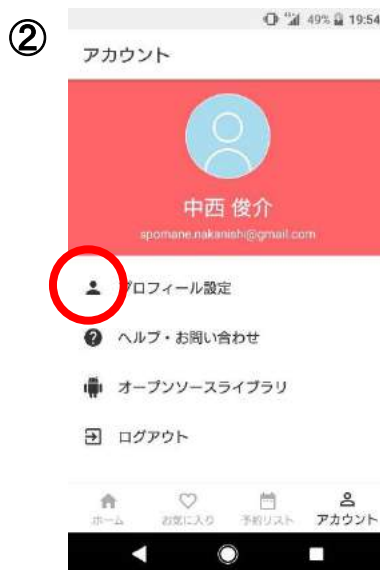 ②
49% 19:54
アカウント
中西 俊介
spomane.nakanishi@gmail.com
プロフィール設定
ヘルプ・お問い合わせ
オープンソースライブラリ
ログアウト
ホーム お気に入り 予約リスト アカウント